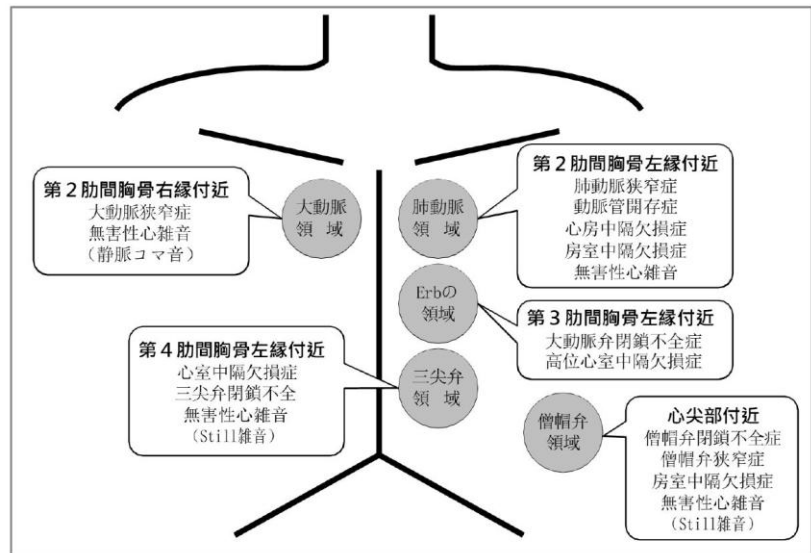 第２肋間胸骨右縁付近
大動脈狭窄症
無害性心雑音
（静脈コマ音）
大動脈
領　域
肺動脈
領　域
第２肋間胸骨左縁付近
肺動脈狭窄症
動脈管開存症
心房中隔欠損症
房室中隔欠損症
無害性心雑音
Erbの
領域
第３肋間胸骨左縁付近
大動脈弁閉鎖不全症
高位心室中隔欠損症
第４肋間胸骨左縁付近
心室中隔欠損症
三尖弁閉鎖不全
無害性心雑音
(Still雑音)
三尖弁
領　域
僧帽弁
領域
心尖部付近
僧帽弁閉鎖不全症
僧帽弁狭窄症
房室中隔欠損症
無害性心雑音
(Still雑音)